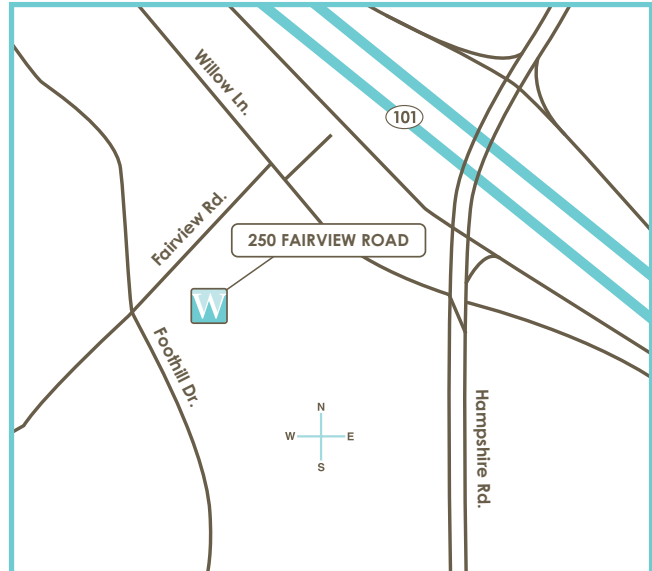 Willow Ln.
101
Fairview Rd.
250 FAIRVIEW ROAD
W
Foothill Dr.
Hampshire Rd.
N
W E
S